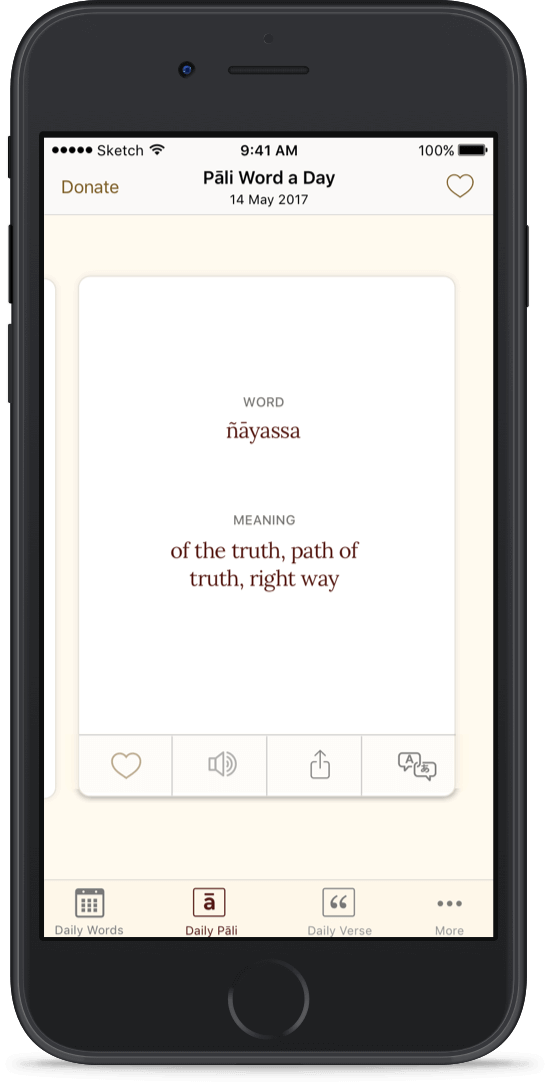 Sketch 9:41 AM 100%
Donate Pāli Word a Day
14 May 2017
WORD
ñāyassa
MEANING
of the truth, path of
truth, right way
A あ
ā “
Daily Words Daily Pāli Daily Verse More